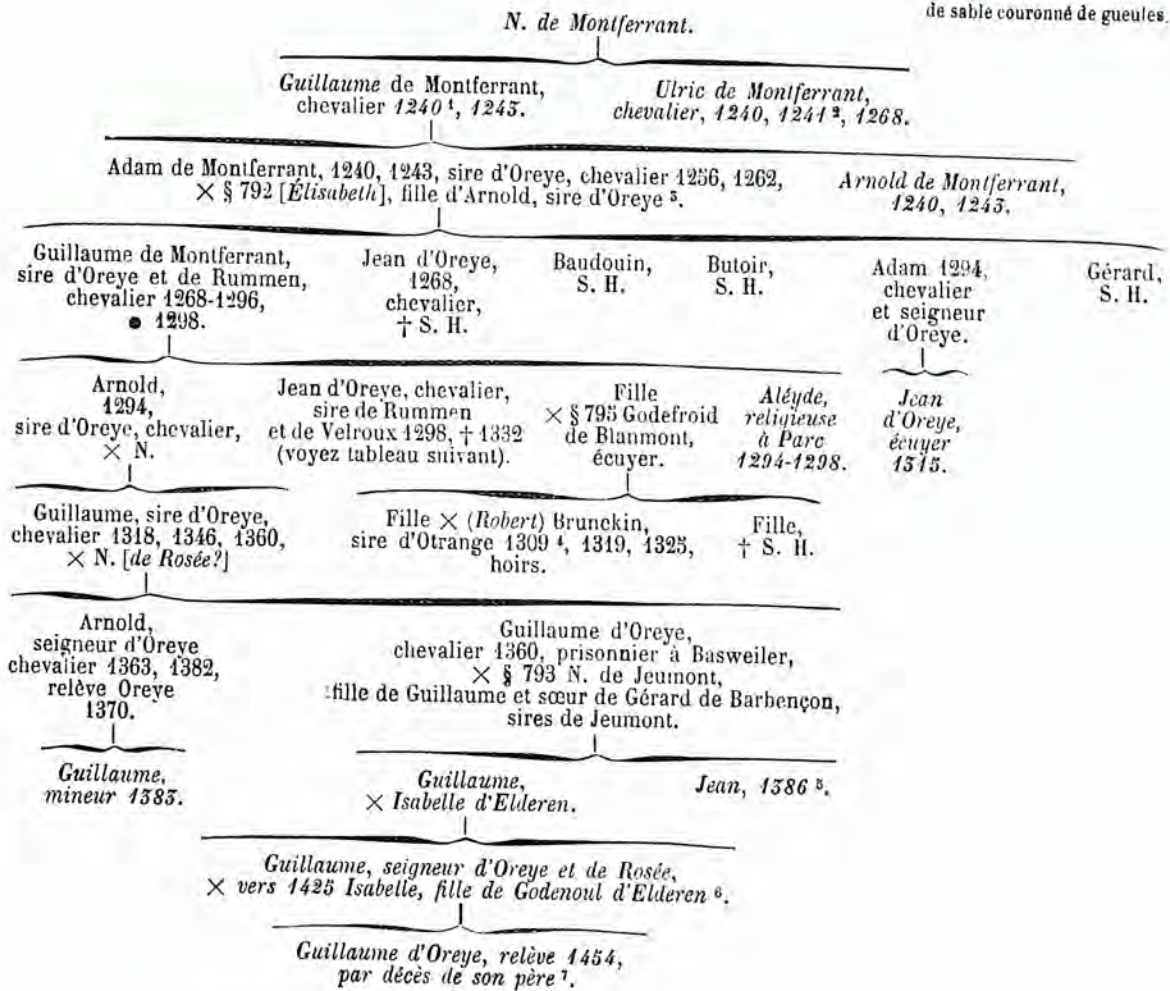 de sable couronné de gueules.
N. de Montferrant.
Guillaume de Montferrant,
chevalier 1240 ¹, 1243.
Ulric de Montferrant,
chevalier, 1240, 1241 ², 1268.
Adam de Montferrant, 1240, 1243, sire d'Oreye, chevalier 1256, 1262,
× § 792 [Élisabeth], fille d'Arnold, sire d'Oreye ³.
Arnold de Montferrant,
1240, 1243.
Guillaume de Montferrant,
sire d'Oreye et de Rummen,
chevalier 1268-1296,
● 1298.
Jean d'Oreye,
1268,
chevalier,
† S. H.
Baudouin,
S. H.
Butoir,
S. H.
Adam 1294,
chevalier
et seigneur
d'Oreye.
Gérard,
S. H.
Arnold,
1294,
sire d'Oreye, chevalier,
× N.
Jean d'Oreye, chevalier,
sire de Rummen
et de Velroux 1298, † 1332
(voyez tableau suivant).
Fille
× § 795 Godefroid
de Blanmont,
écuyer.
Aléyde,
religieuse
à Parc
1294-1298.
Jean
d'Oreye,
écuyer
1315.
Guillaume, sire d'Oreye,
chevalier 1318, 1346, 1360,
× N. [de Rosée?]
Fille × (Robert) Brunckin,
sire d'Otrange 1309 ⁴, 1319, 1325,
hoirs.
Fille,
† S. H.
Arnold,
seigneur d'Oreye
chevalier 1363, 1382,
relève Oreye
1370.
Guillaume d'Oreye,
chevalier 1360, prisonnier à Basweiler,
× § 793 N. de Jeumont,
fille de Guillaume et sœur de Gérard de Barbençon,
sires de Jeumont.
Guillaume,
mineur 1383.
Guillaume,
× Isabelle d'Elderen.
Jean, 1386 ⁵.
Guillaume, seigneur d'Oreye et de Rosée,
× vers 1425 Isabelle, fille de Godenoul d'Elderen ⁶.
Guillaume d'Oreye, relève 1454,
par décès de son père ⁷.